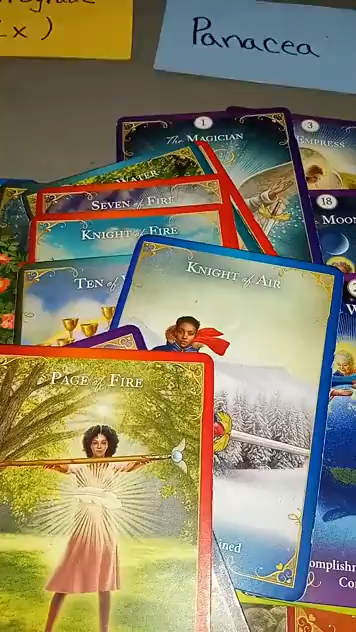 ( x )
Panacea
1
The MAGICIAN
3
EMPRESS
WATER
SEVEN of FIRE
18
MOON
KNIGHT of FIRE
KNIGHT of AIR
TEN of
PAGE of FIRE